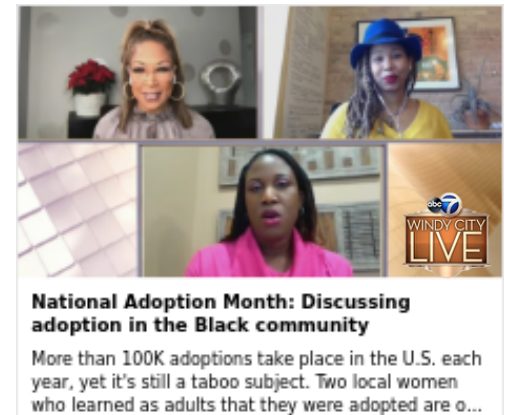 abc 7
WINDY CITY
LIVE
National Adoption Month: Discussing
adoption in the Black community
More than 100K adoptions take place in the U.S. each
year, yet it's still a taboo subject. Two local women
who learned as adults that they were adopted are o...